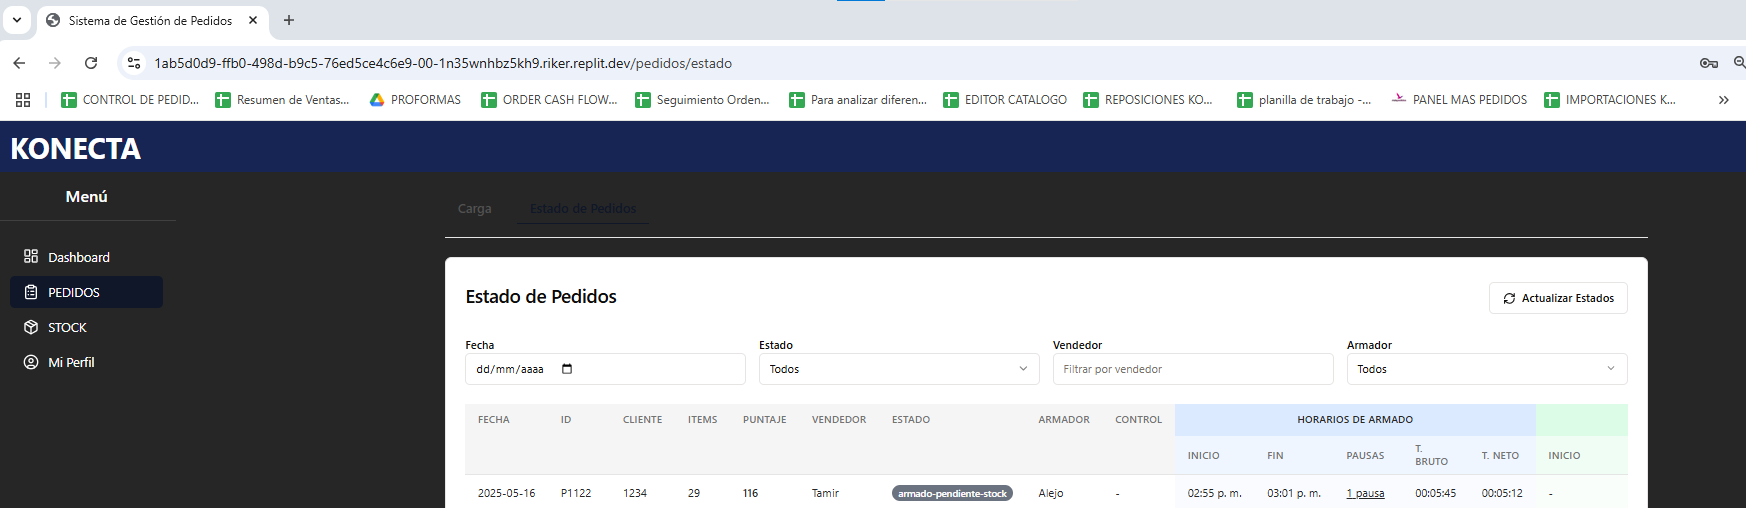 Sistema de Gestión de Pedidos
1ab5d0d9-ffb0-498d-b9c5-76ed5ce4c6e9-00-1n35wnhbz5kh9.riker.replit.dev/pedidos/estado
CONTROL DE PEDID... Resumen de Ventas... PROFORMAS ORDER CASH FLOW... Seguimiento Orden... Para analizar diferen... EDITOR CATALOGO REPOSICIONES KO... planilla de trabajo -... PANEL MAS PEDIDOS IMPORTACIONES K...
KONECTA
Menú
Dashboard
PEDIDOS
STOCK
Mi Perfil
Carga Estado de Pedidos
Estado de Pedidos
Actualizar Estados
Fecha Estado Vendedor Armador
dd/mm/aaaa Todos Filtrar por vendedor Todos
FECHA ID CLIENTE ITEMS PUNTAJE VENDEDOR ESTADO ARMADOR CONTROL HORARIOS DE ARMADO
INICIO FIN PAUSAS T. BRUTO T. NETO INICIO
2025-05-16 P1122 1234 29 116 Tamir armado-pendiente-stock Alejo - 02:55 p. m. 03:01 p. m. 1 pausa 00:05:45 00:05:12 -